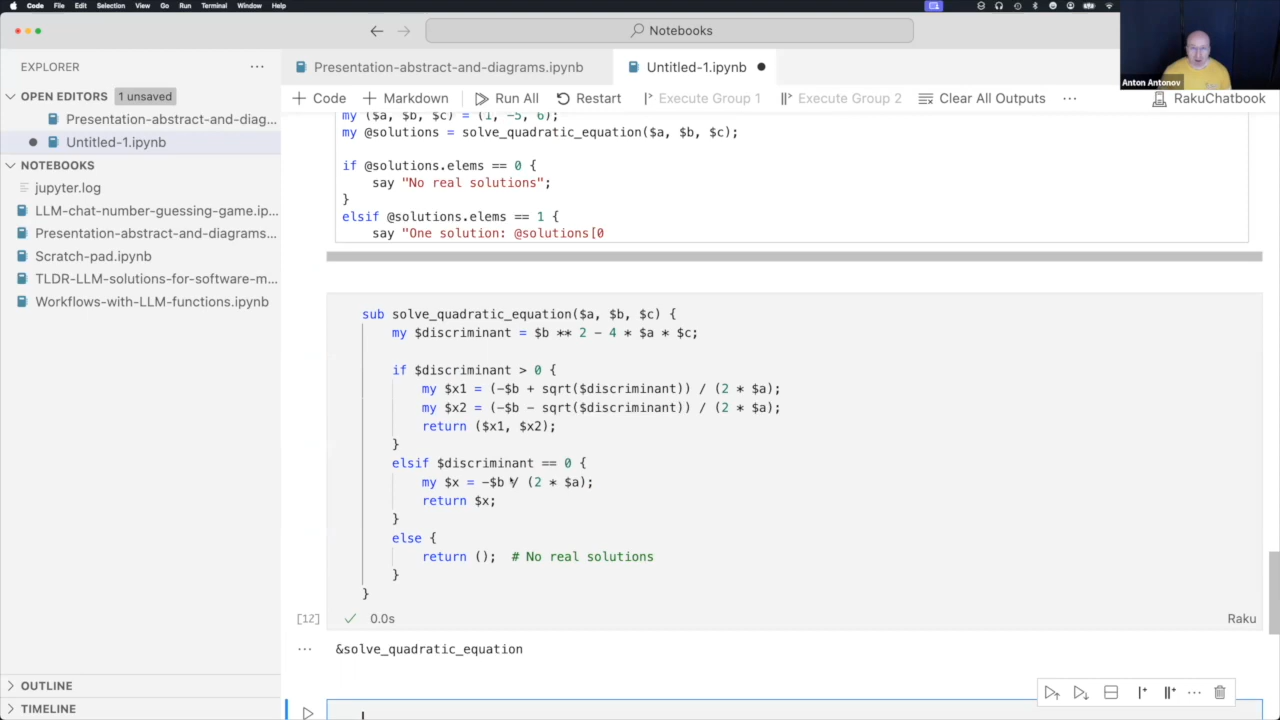 Code File Edit Selection View Go Run Terminal Window Help
Notebooks
EXPLORER
Presentation-abstract-and-diagrams.ipynb
Untitled-1.ipynb
Anton Antonov
OPEN EDITORS 1 unsaved
Code Markdown Run All Restart Execute Group 1 Execute Group 2 Clear All Outputs ... RakuChatbook
Presentation-abstract-and-diag...
Untitled-1.ipynb
NOTEBOOKS
jupyter.log
LLM-chat-number-guessing-game.ip...
Presentation-abstract-and-diagrams...
Scratch-pad.ipynb
TLDR-LLM-solutions-for-software-m...
Workflows-with-LLM-functions.ipynb
my ($a, $b, $c) = (1, -5, 6);
my @solutions = solve_quadratic_equation($a, $b, $c);
if @solutions.elems == 0 {
say "No real solutions";
}
elsif @solutions.elems == 1 {
say "One solution: @solutions[0
sub solve_quadratic_equation($a, $b, $c) {
my $discriminant = $b ** 2 - 4 * $a * $c;
if $discriminant > 0 {
my $x1 = (-$b + sqrt($discriminant)) / (2 * $a);
my $x2 = (-$b - sqrt($discriminant)) / (2 * $a);
return ($x1, $x2);
}
elsif $discriminant == 0 {
my $x = -$b / (2 * $a);
return $x;
}
else {
return (); # No real solutions
}
}
[12] 0.0s Raku
... &solve_quadratic_equation
OUTLINE
TIMELINE